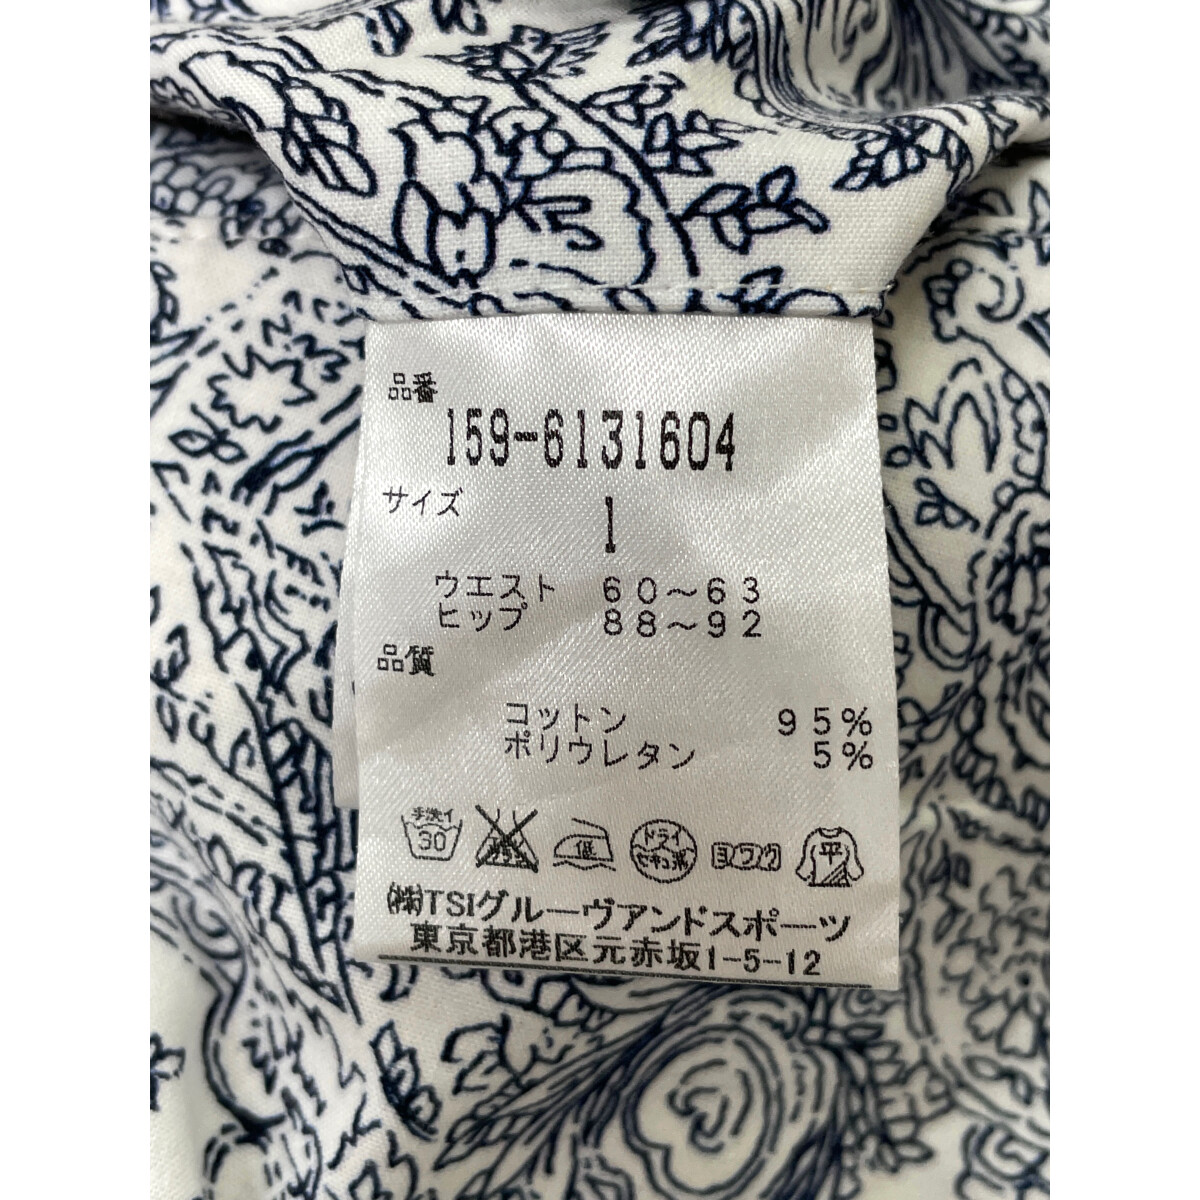 品番
159-6131604
サイズ
1
ウエスト 60～63
ヒップ 88～92
品質
コットン 95%
ポリウレタン 5%
手洗イ 30 低 ドライ セキユ系 ヨワク 平
(株)TSIグルーヴアンドスポーツ
東京都港区元赤坂1-5-12